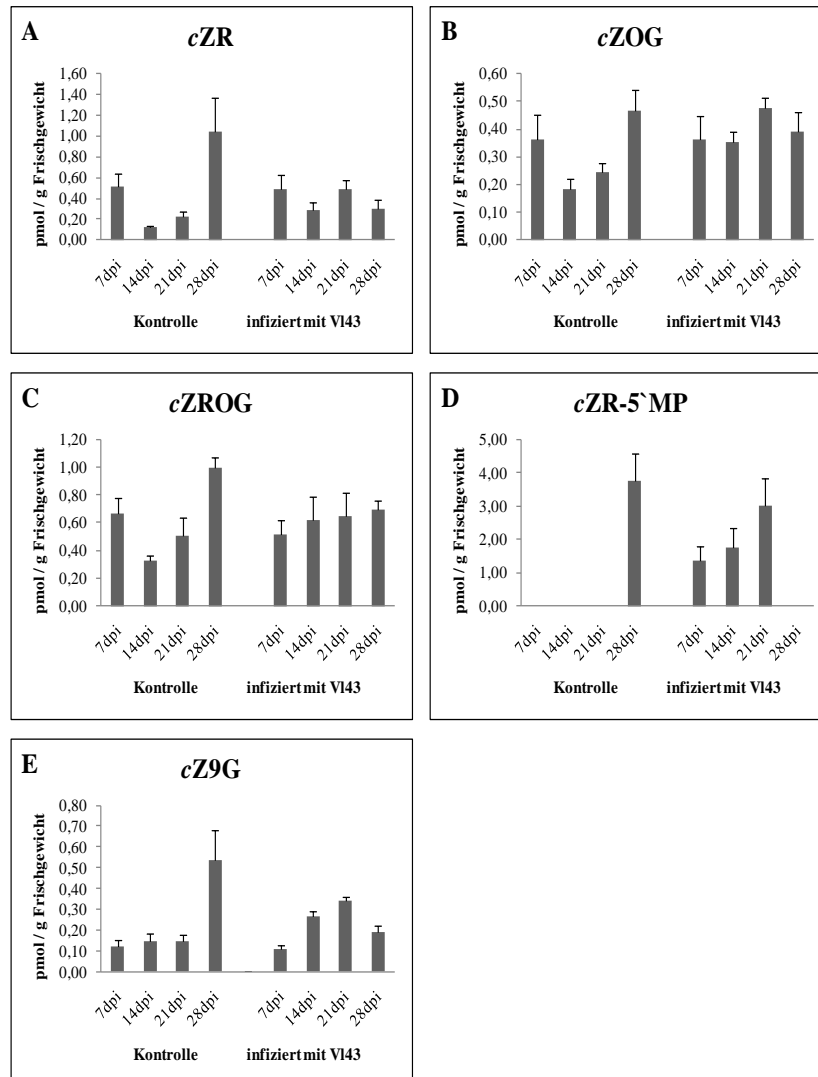 A
cZR
pmol / g Frischgewicht
1,60
1,40
1,20
1,00
0,80
0,60
0,40
0,20
0,00
7dpi
14dpi
21dpi
28dpi
7dpi
14dpi
21dpi
28dpi
Kontrolle
infiziert mit Vl43
B
cZOG
pmol / g Frischgewicht
0,60
0,50
0,40
0,30
0,20
0,10
0,00
7dpi
14dpi
21dpi
28dpi
7dpi
14dpi
21dpi
28dpi
Kontrolle
infiziert mit Vl43
C
cZROG
pmol / g Frischgewicht
1,20
1,00
0,80
0,60
0,40
0,20
0,00
7dpi
14dpi
21dpi
28dpi
7dpi
14dpi
21dpi
28dpi
Kontrolle
infiziert mit Vl43
D
cZR-5`MP
pmol / g Frischgewicht
5,00
4,00
3,00
2,00
1,00
0,00
7dpi
14dpi
21dpi
28dpi
7dpi
14dpi
21dpi
28dpi
Kontrolle
infiziert mit Vl43
E
cZ9G
pmol / g Frischgewicht
0,80
0,70
0,60
0,50
0,40
0,30
0,20
0,10
0,00
7dpi
14dpi
21dpi
28dpi
7dpi
14dpi
21dpi
28dpi
Kontrolle
infiziert mit Vl43